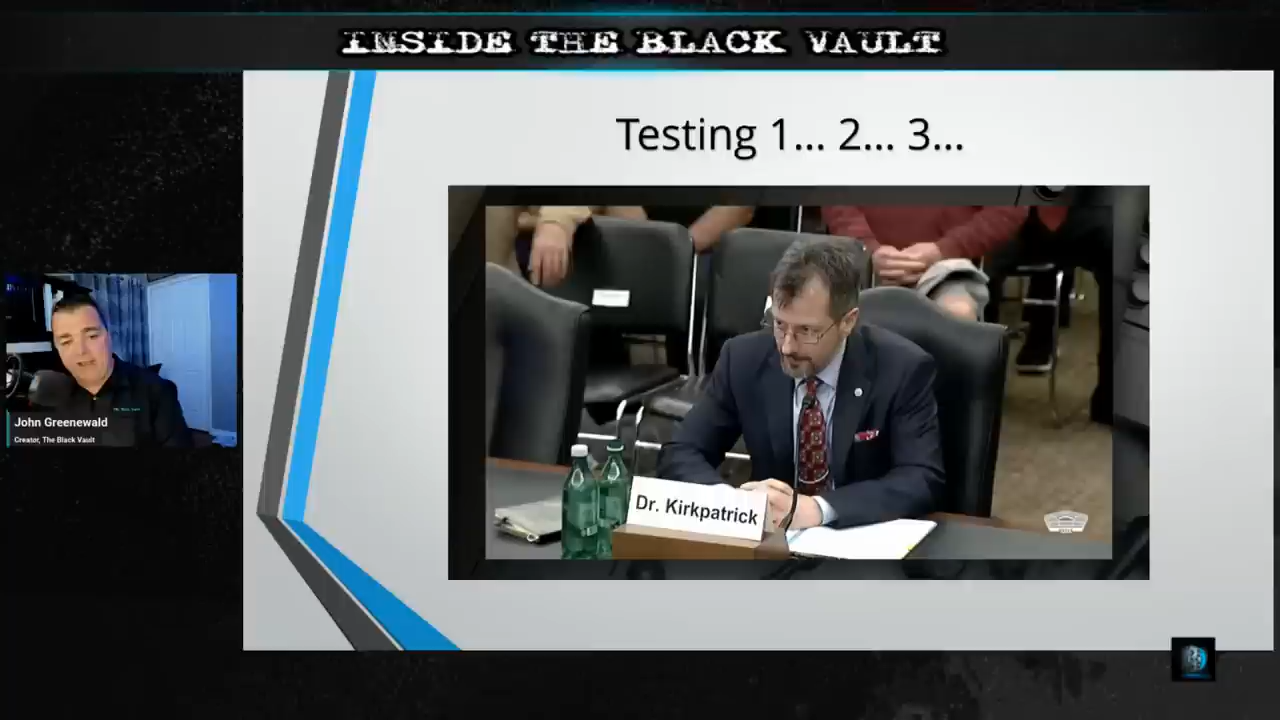 INSIDE THE BLACK VAULT
Testing 1... 2... 3...
Dr. Kirkpatrick
John Greenewald
Creator, The Black Vault